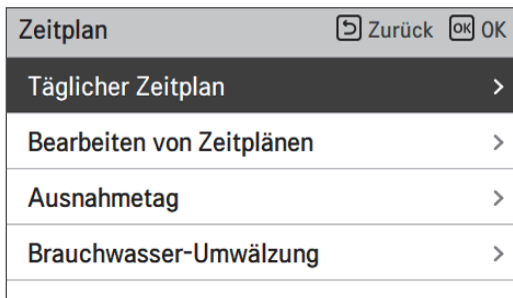 Zeitplan Zurück OK OK
Täglicher Zeitplan
Bearbeiten von Zeitplänen
Ausnahmetag
Brauchwasser-Umwälzung